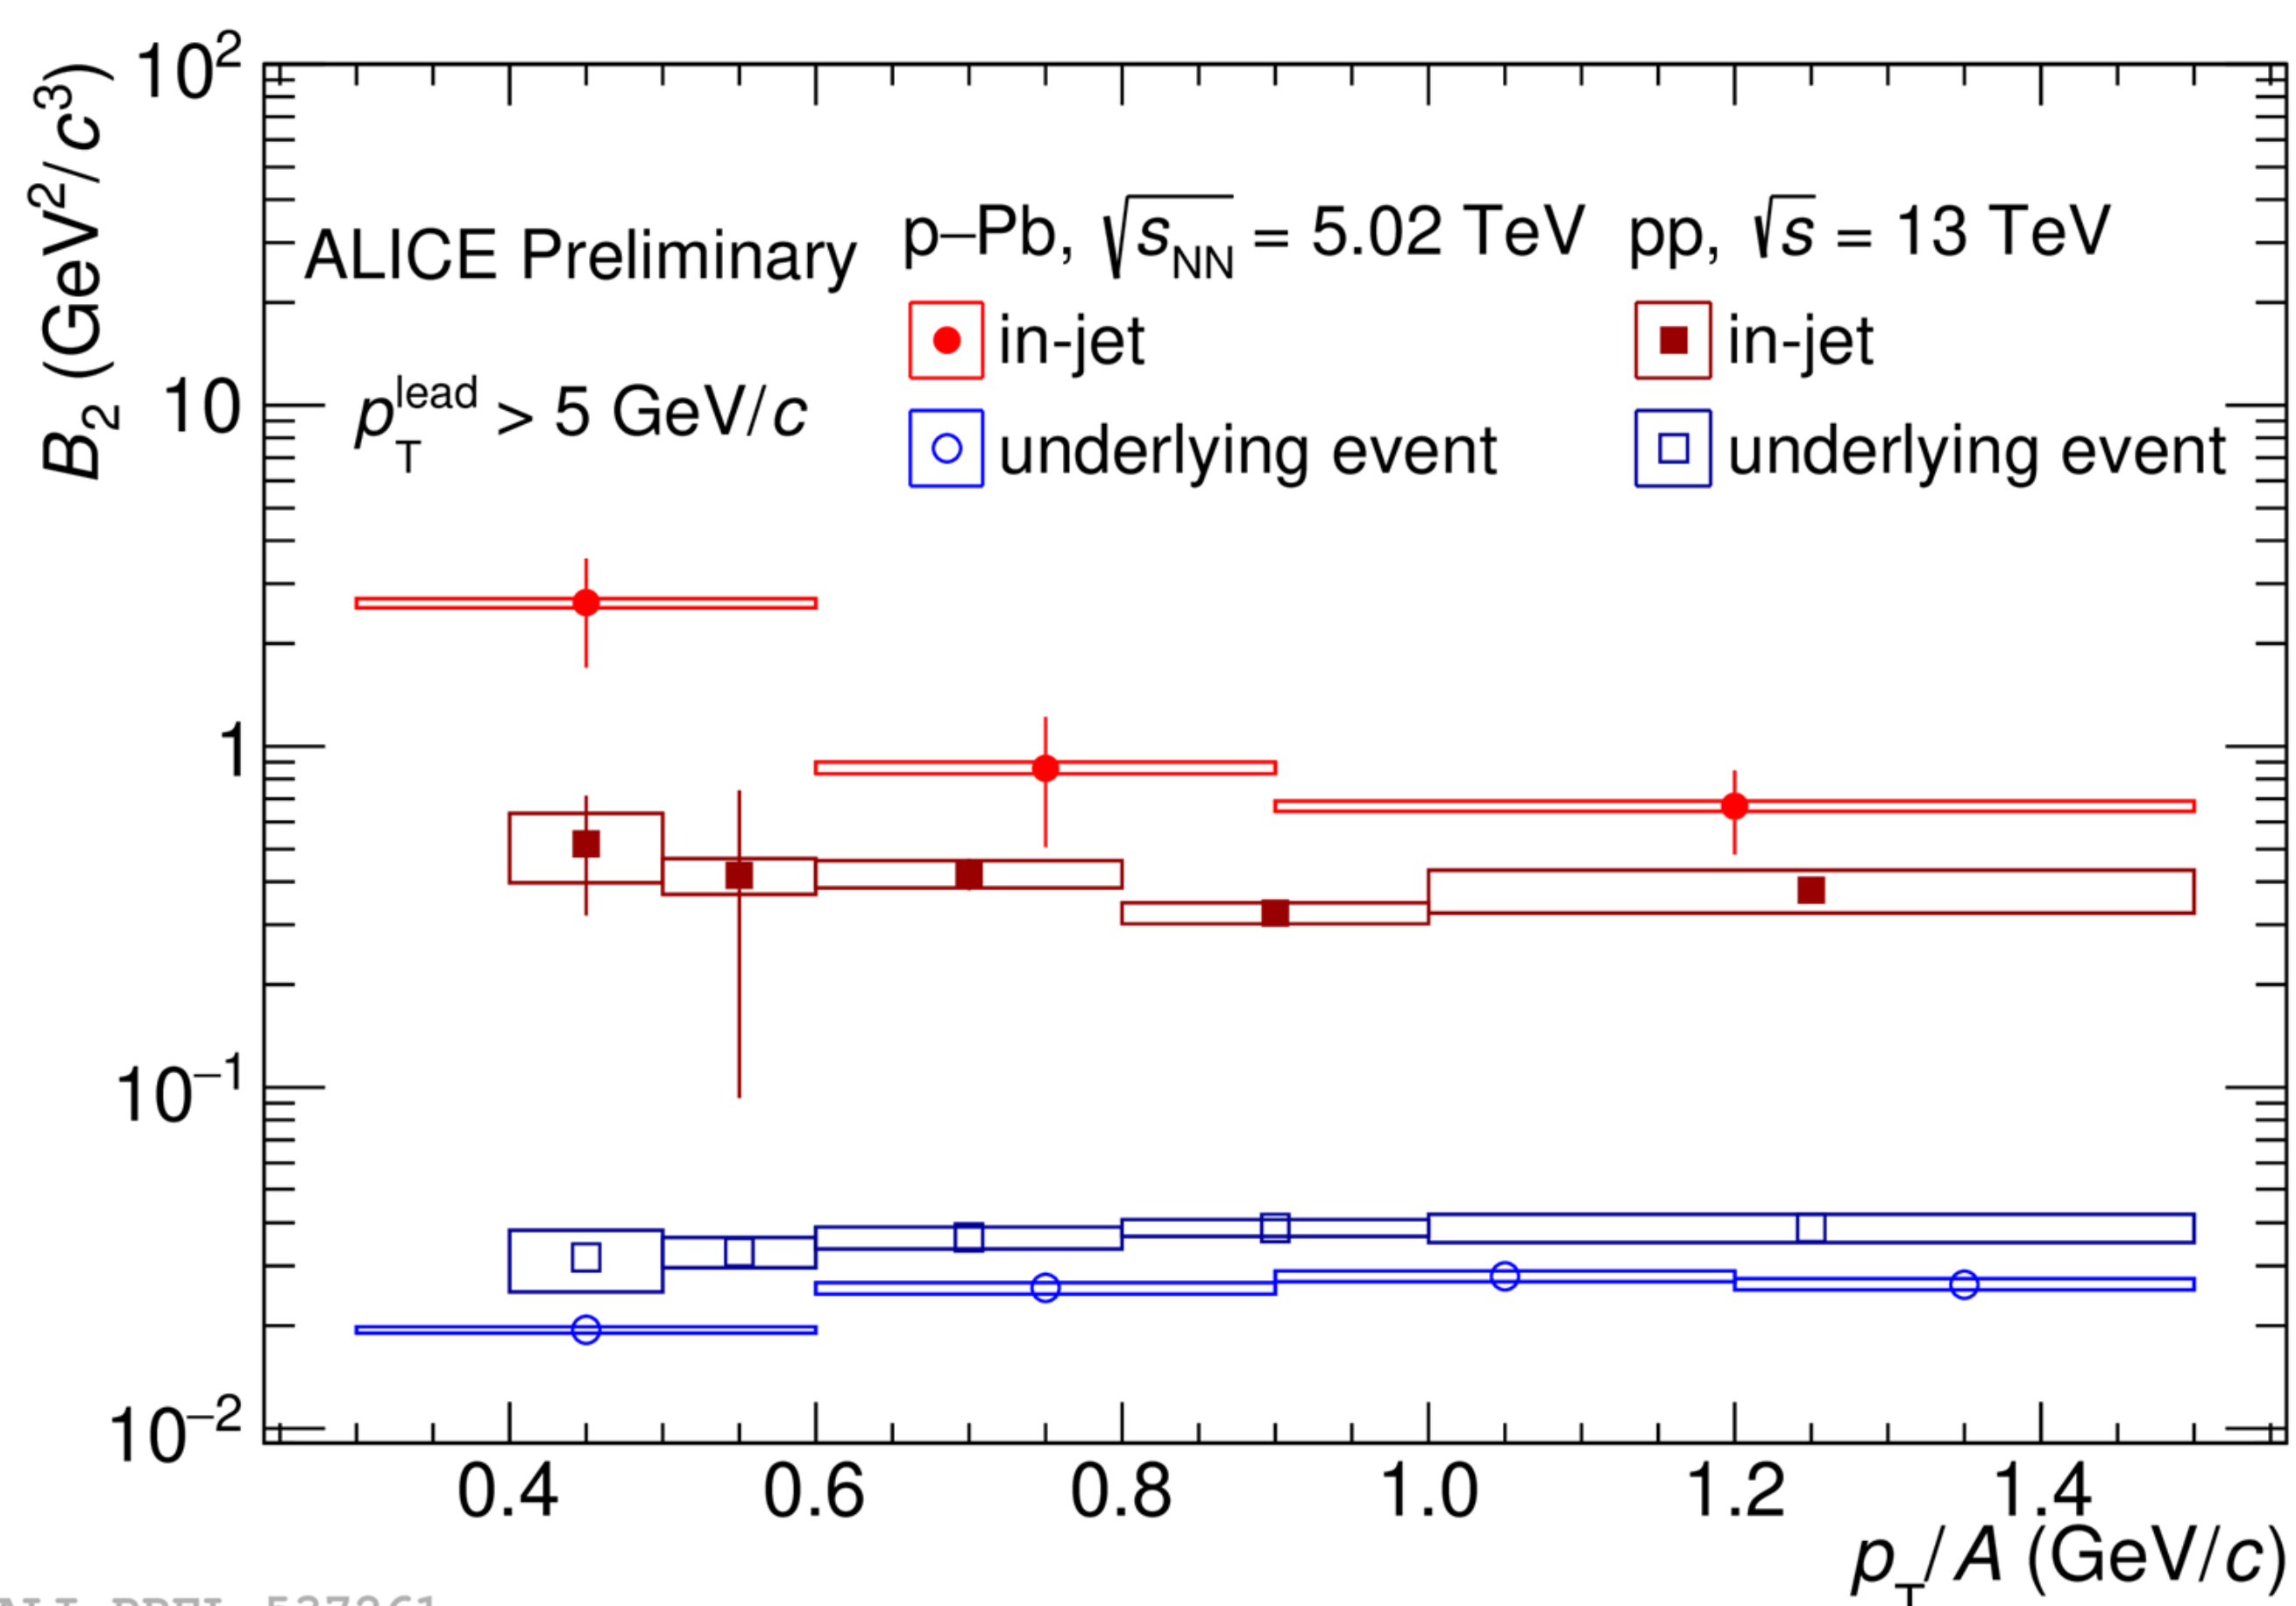 B₂ (GeV²/c³)
10²
10
1
10⁻¹
10⁻²
ALICE Preliminary
p_T^lead > 5 GeV/c
p–Pb, √s_NN = 5.02 TeV
in-jet
underlying event
pp, √s = 13 TeV
in-jet
underlying event
0.4 0.6 0.8 1.0 1.2 1.4
p_T/A (GeV/c)